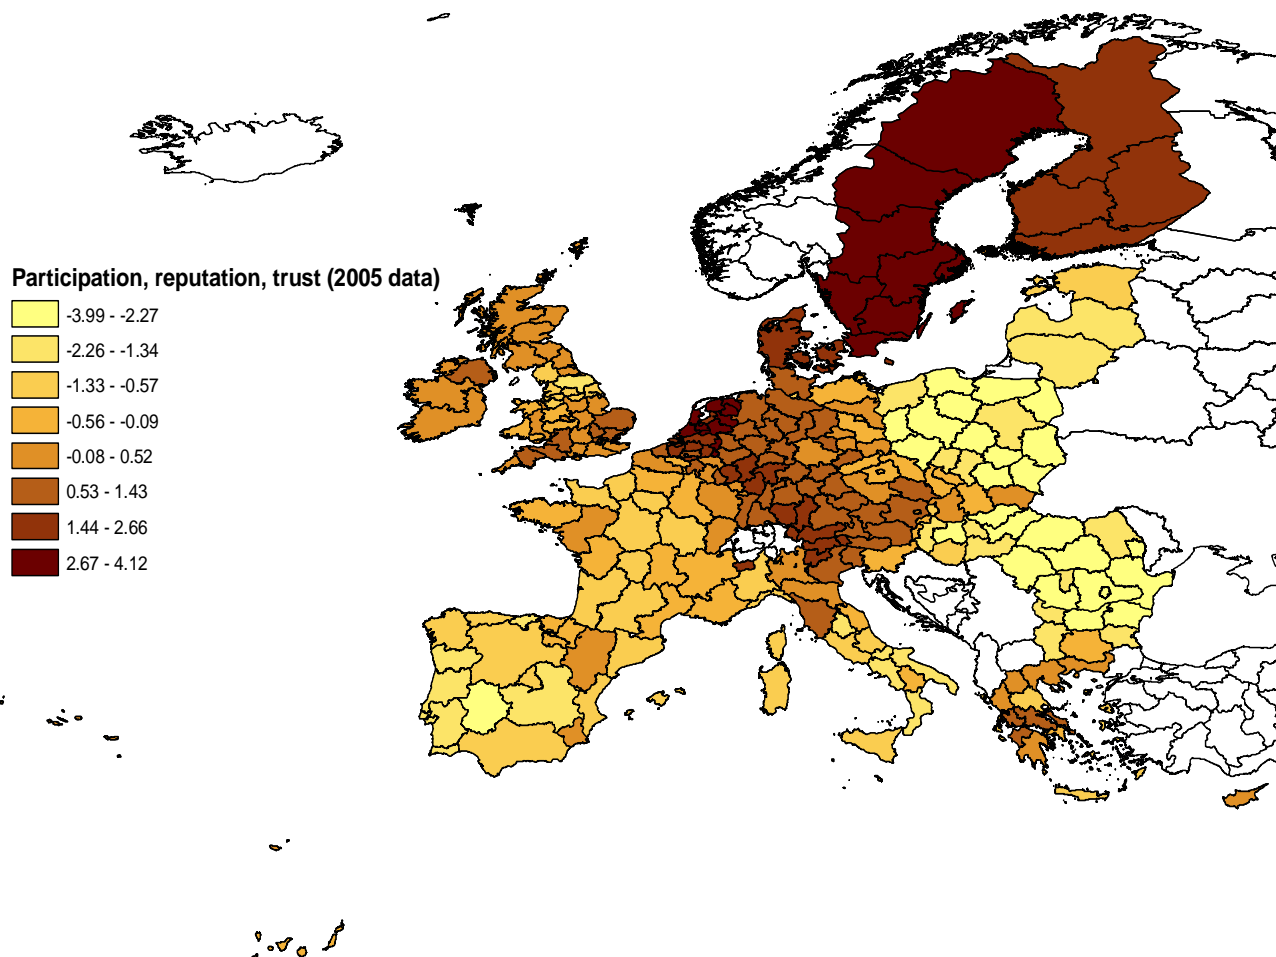 Participation, reputation, trust (2005 data)
-3.99 - -2.27
-2.26 - -1.34
-1.33 - -0.57
-0.56 - -0.09
-0.08 - 0.52
0.53 - 1.43
1.44 - 2.66
2.67 - 4.12